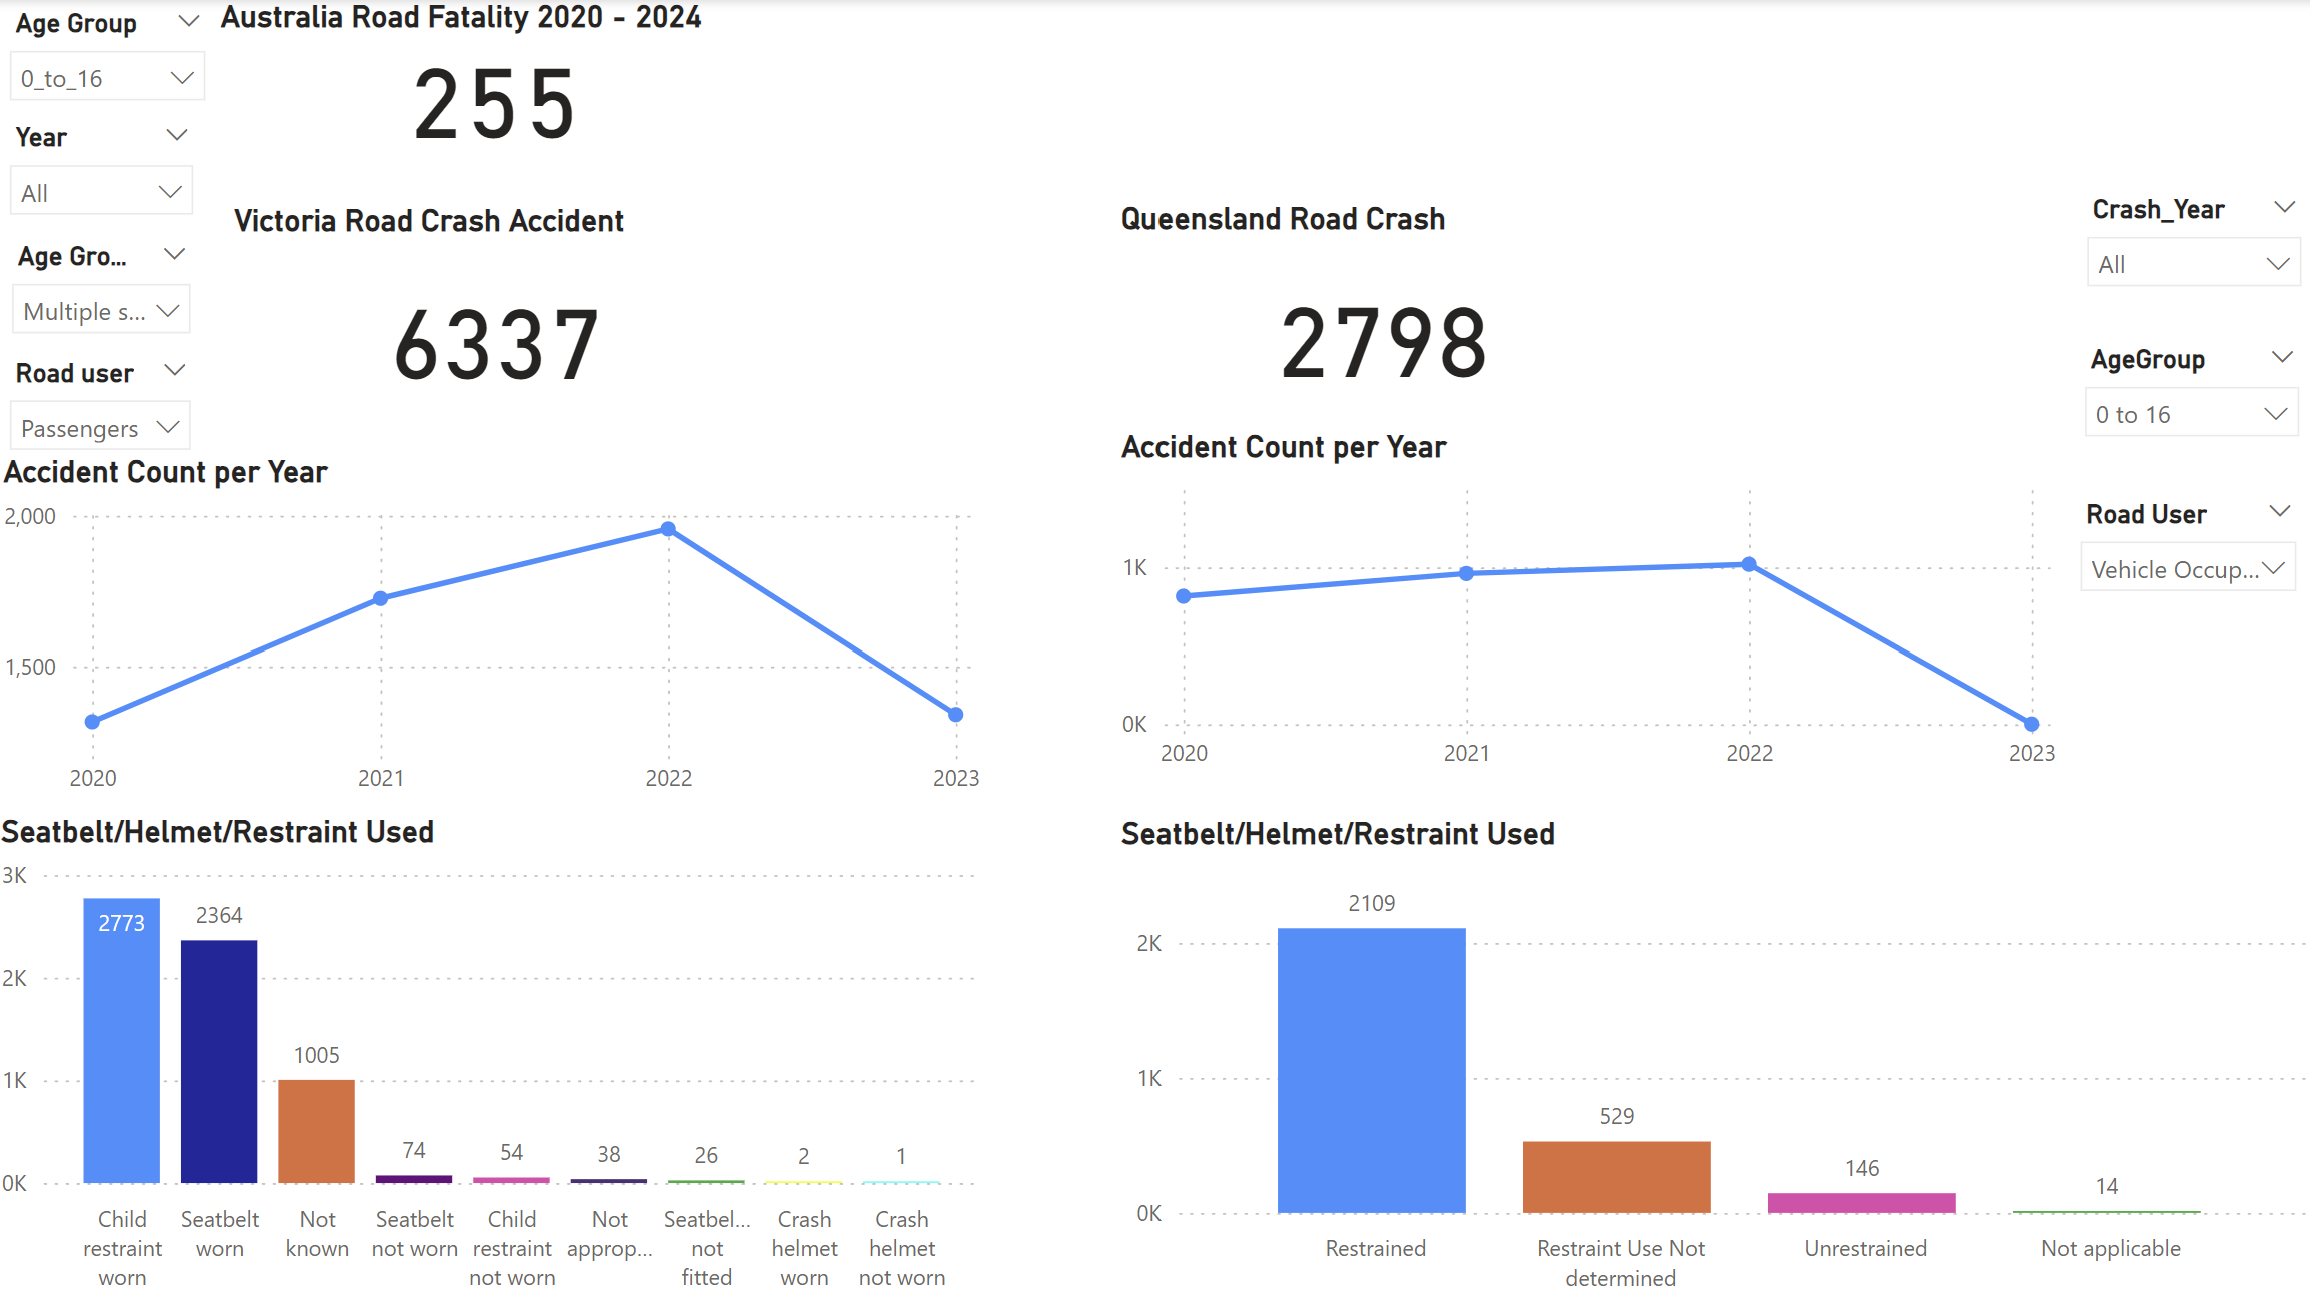 Age Group
0_to_16
Year
All
Age Gro...
Multiple s...
Road user
Passengers
Australia Road Fatality 2020 - 2024
255
Victoria Road Crash Accident
6337
Accident Count per Year
2,000
1,500
2020 2021 2022 2023
Seatbelt/Helmet/Restraint Used
3K
2K
1K
0K
2773 2364 1005 74 54 38 26 2 1
Child restraint worn
Seatbelt worn
Not known
Seatbelt not worn
Child restraint not worn
Not approp...
Seatbel... not fitted
Crash helmet worn
Crash helmet not worn
Queensland Road Crash
2798
Accident Count per Year
1K
0K
2020 2021 2022 2023
Seatbelt/Helmet/Restraint Used
2K
1K
0K
2109 529 146 14
Restrained
Restraint Use Not determined
Unrestrained
Not applicable
Crash_Year
All
AgeGroup
0 to 16
Road User
Vehicle Occup...